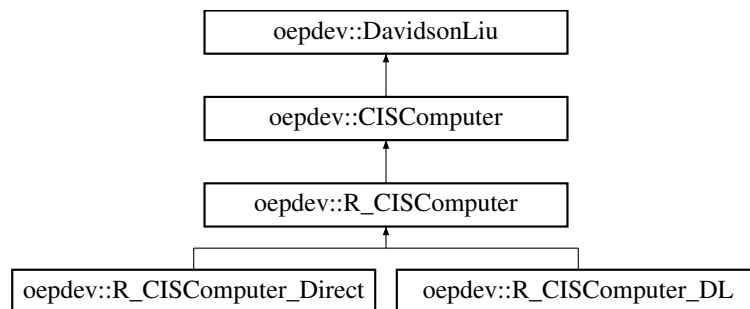 oepdev::DavidsonLiu
oepdev::CISComputer
oepdev::R_CISComputer
oepdev::R_CISComputer_Direct
oepdev::R_CISComputer_DL